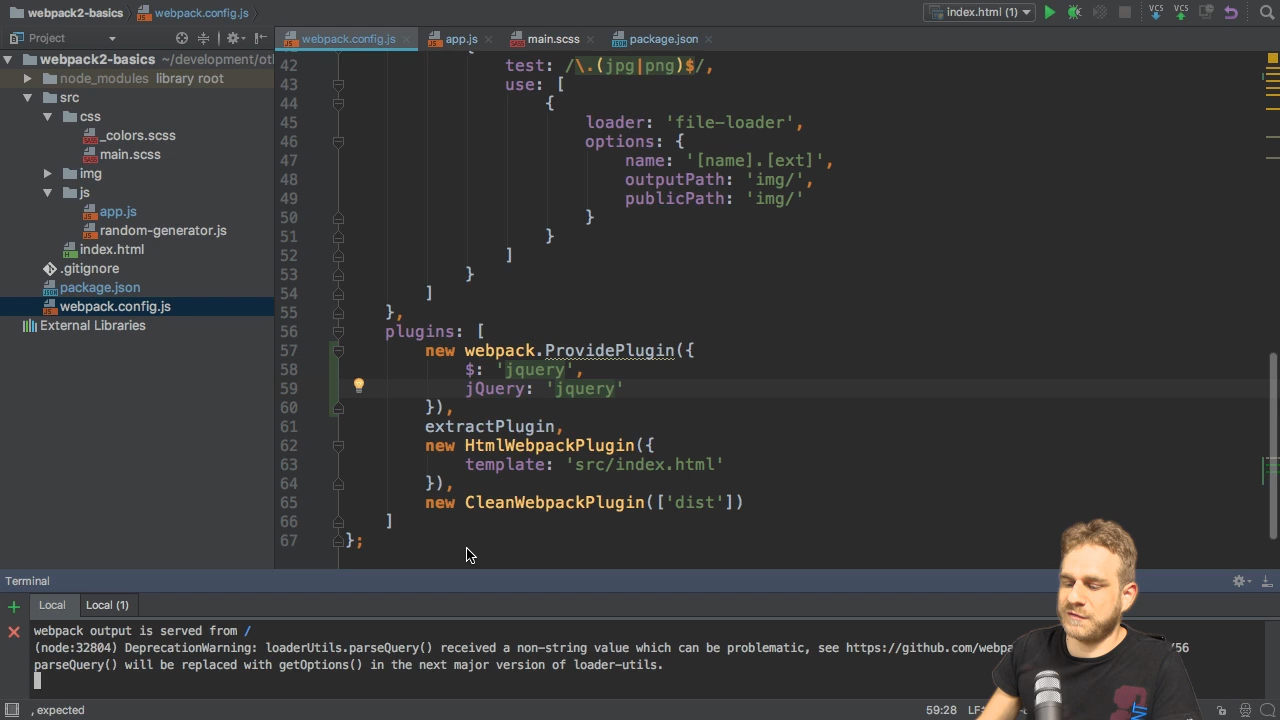 webpack2-basics webpack.config.js index.html (1) VCS VCS
Project
webpack.config.js app.js main.scss package.json
webpack2-basics ~/development/ot
node_modules library root
src
css
_colors.scss
main.scss
img
js
app.js
random-generator.js
index.html
.gitignore
package.json
webpack.config.js
External Libraries
42 test: /\.(jpg|png)$/,
43 use: [
44 {
45 loader: 'file-loader',
46 options: {
47 name: '[name].[ext]',
48 outputPath: 'img/',
49 publicPath: 'img/'
50 }
51 }
52 ]
53 }
54 ]
55 },
56 plugins: [
57 new webpack.ProvidePlugin({
58 $: 'jquery',
59 jQuery: 'jquery'
60 }),
61 extractPlugin,
62 new HtmlWebpackPlugin({
63 template: 'src/index.html'
64 }),
65 new CleanWebpackPlugin(['dist'])
66 ]
67 };
Terminal
Local Local (1)
webpack output is served from /
(node:32804) DeprecationWarning: loaderUtils.parseQuery() received a non-string value which can be problematic, see https://github.com/webpa /56
parseQuery() will be replaced with getOptions() in the next major version of loader-utils.
, expected 59:28 LF